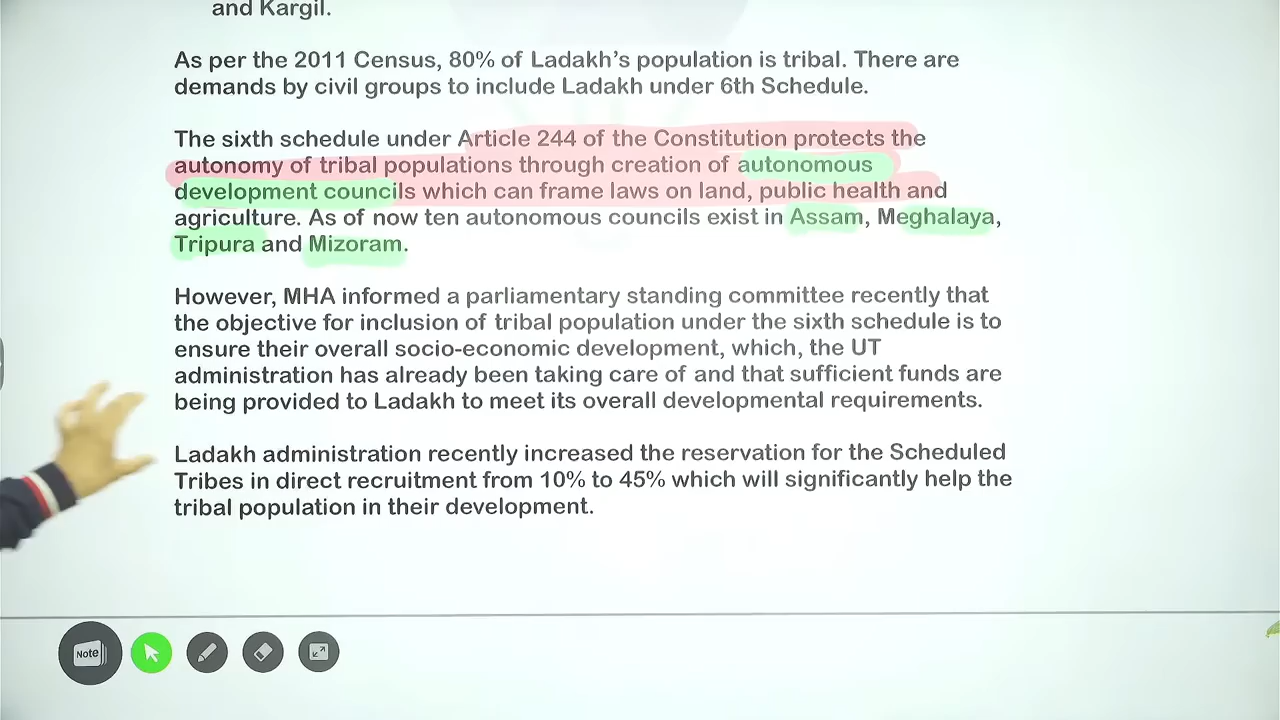 and Kargil.
As per the 2011 Census, 80% of Ladakh's population is tribal. There are
demands by civil groups to include Ladakh under 6th Schedule.
The sixth schedule under Article 244 of the Constitution protects the
autonomy of tribal populations through creation of autonomous
development councils which can frame laws on land, public health and
agriculture. As of now ten autonomous councils exist in Assam, Meghalaya,
Tripura and Mizoram.
However, MHA informed a parliamentary standing committee recently that
the objective for inclusion of tribal population under the sixth schedule is to
ensure their overall socio-economic development, which, the UT
administration has already been taking care of and that sufficient funds are
being provided to Ladakh to meet its overall developmental requirements.
Ladakh administration recently increased the reservation for the Scheduled
Tribes in direct recruitment from 10% to 45% which will significantly help the
tribal population in their development.
Note